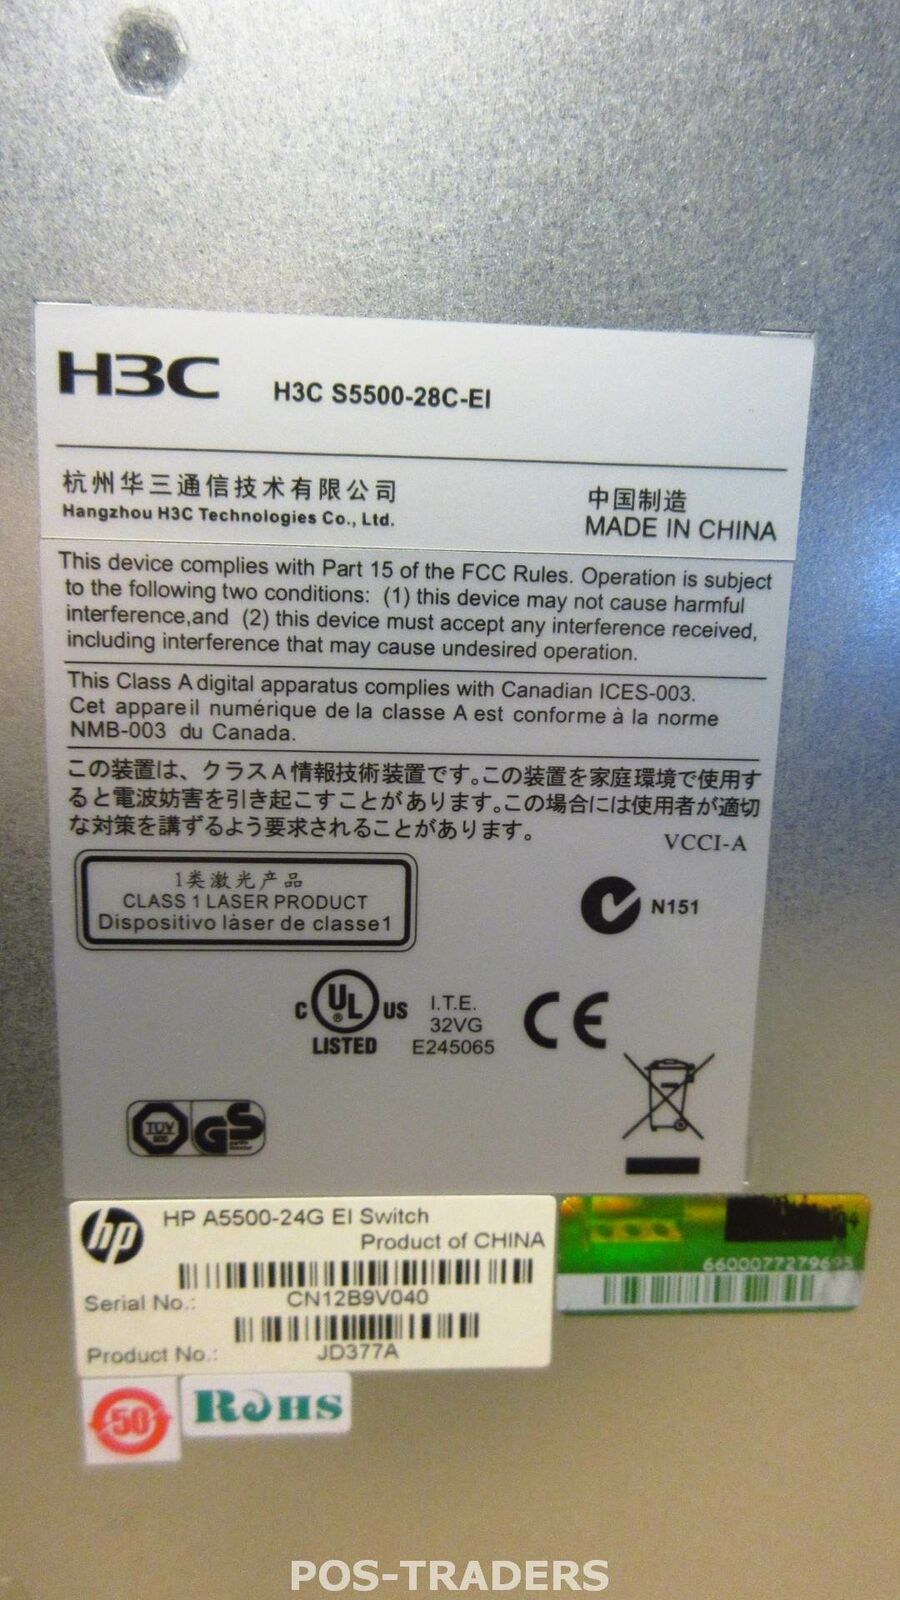 H3C
H3C S5500-28C-EI
杭州华三通信技术有限公司
Hangzhou H3C Technologies Co., Ltd.
中国制造
MADE IN CHINA
This device complies with Part 15 of the FCC Rules. Operation is subject
to the following two conditions: (1) this device may not cause harmful
interference,and (2) this device must accept any interference received,
including interference that may cause undesired operation.
This Class A digital apparatus complies with Canadian ICES-003.
Cet appareil numérique de la classe A est conforme à la norme
NMB-003 du Canada.
この装置は、クラスA情報技術装置です。この装置を家庭環境で使用す
ると電波妨害を引き起こすことがあります。この場合には使用者が適切
な対策を講ずるよう要求されることがあります。
VCCI-A
1类激光产品
CLASS 1 LASER PRODUCT
Dispositivo làser de classe1
N151
C UL ® US
LISTED
I.T.E.
32VG
E245065
CE
TÜV
GS
hp
HP A5500-24G EI Switch
Product of CHINA
Serial No.: CN12B9V040
Product No.: JD377A
6600077279695
50
RoHS
POS-TRADERS